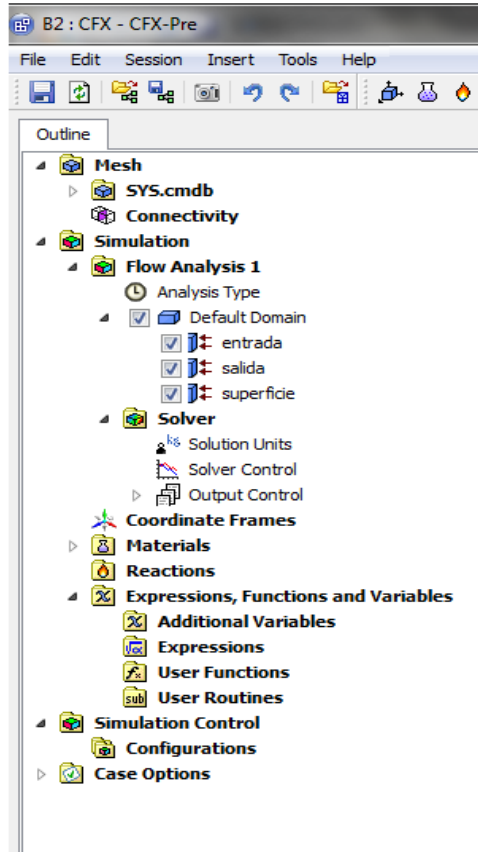 B2 : CFX - CFX-Pre
File Edit Session Insert Tools Help
Outline
Mesh
SYS.cmdb
Connectivity
Simulation
Flow Analysis 1
Analysis Type
Default Domain
entrada
salida
superficie
Solver
Solution Units
Solver Control
Output Control
Coordinate Frames
Materials
Reactions
Expressions, Functions and Variables
Additional Variables
Expressions
User Functions
sub User Routines
Simulation Control
Configurations
Case Options